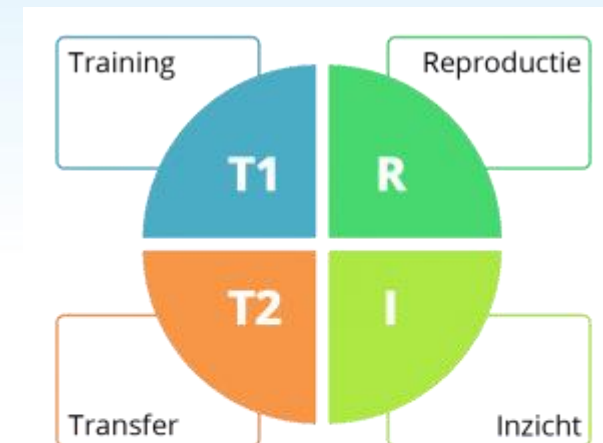 Training
Reproductie
T1
R
T2
I
Transfer
Inzicht